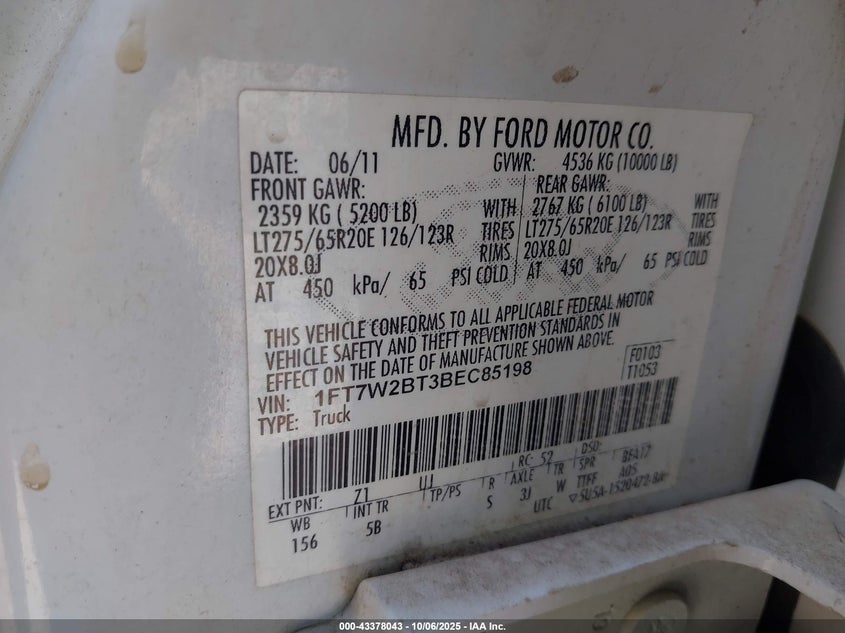 MFD. BY FORD MOTOR CO.
DATE: 06/11 GVWR: 4536 KG (10000 LB)
FRONT GAWR: REAR GAWR:
2359 KG ( 5200 LB) WITH 2767 KG ( 6100 LB) WITH
LT275/65R20E 126/123R TIRES LT275/65R20E 126/123R TIRES
20X8.0J RIMS 20X8.0J RIMS
AT 450 kPa/ 65 PSI COLD AT 450 kPa/ 65 PSI COLD
THIS VEHICLE CONFORMS TO ALL APPLICABLE FEDERAL MOTOR
VEHICLE SAFETY AND THEFT PREVENTION STANDARDS IN
EFFECT ON THE DATE OF MANUFACTURE SHOWN ABOVE.
VIN: 1FT7W2BT3BEC85198 F0103
TYPE: Truck T1053
EXT PNT: Z1 RC: 52 DSO:
WB INT TR TP/PS R AXLE TR SPR BFA17
156 5B S 3J W TTFF AOS
UTC
000-43378043 - 10/06/2025 - IAA Inc.